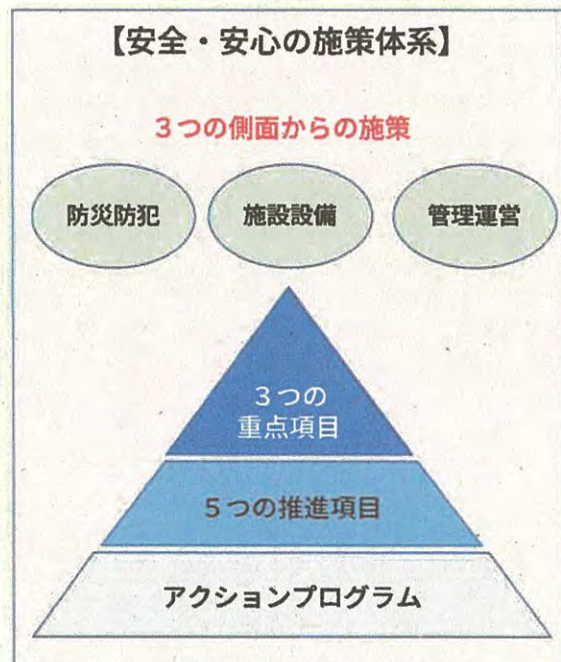 【安全・安心の施策体系】
３つの側面からの施策
防災防犯
施設設備
管理運営
３つの
重点項目
５つの推進項目
アクションプログラム